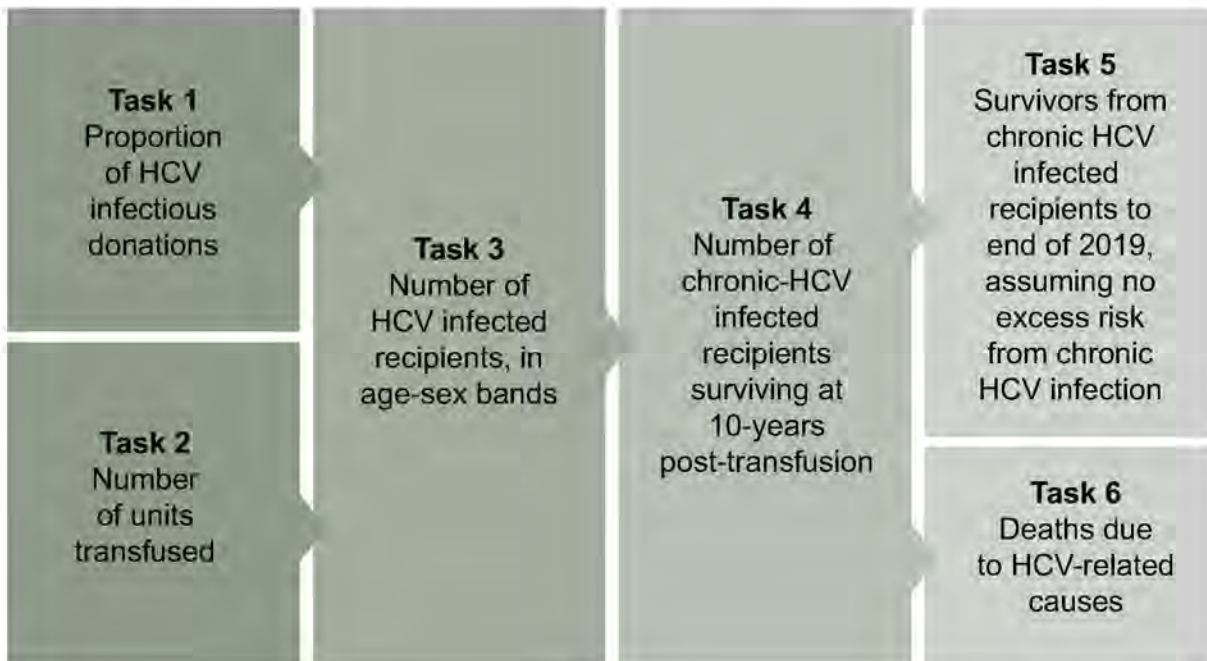 Task 1
Proportion
of HCV
infectious
donations
Task 2
Number
of units
transfused
Task 3
Number of
HCV infected
recipients, in
age-sex bands
Task 4
Number of
chronic-HCV
infected
recipients
surviving at
10-years
post-transfusion
Task 5
Survivors from
chronic HCV
infected
recipients to
end of 2019,
assuming no
excess risk
from chronic
HCV infection
Task 6
Deaths due
to HCV-related
causes